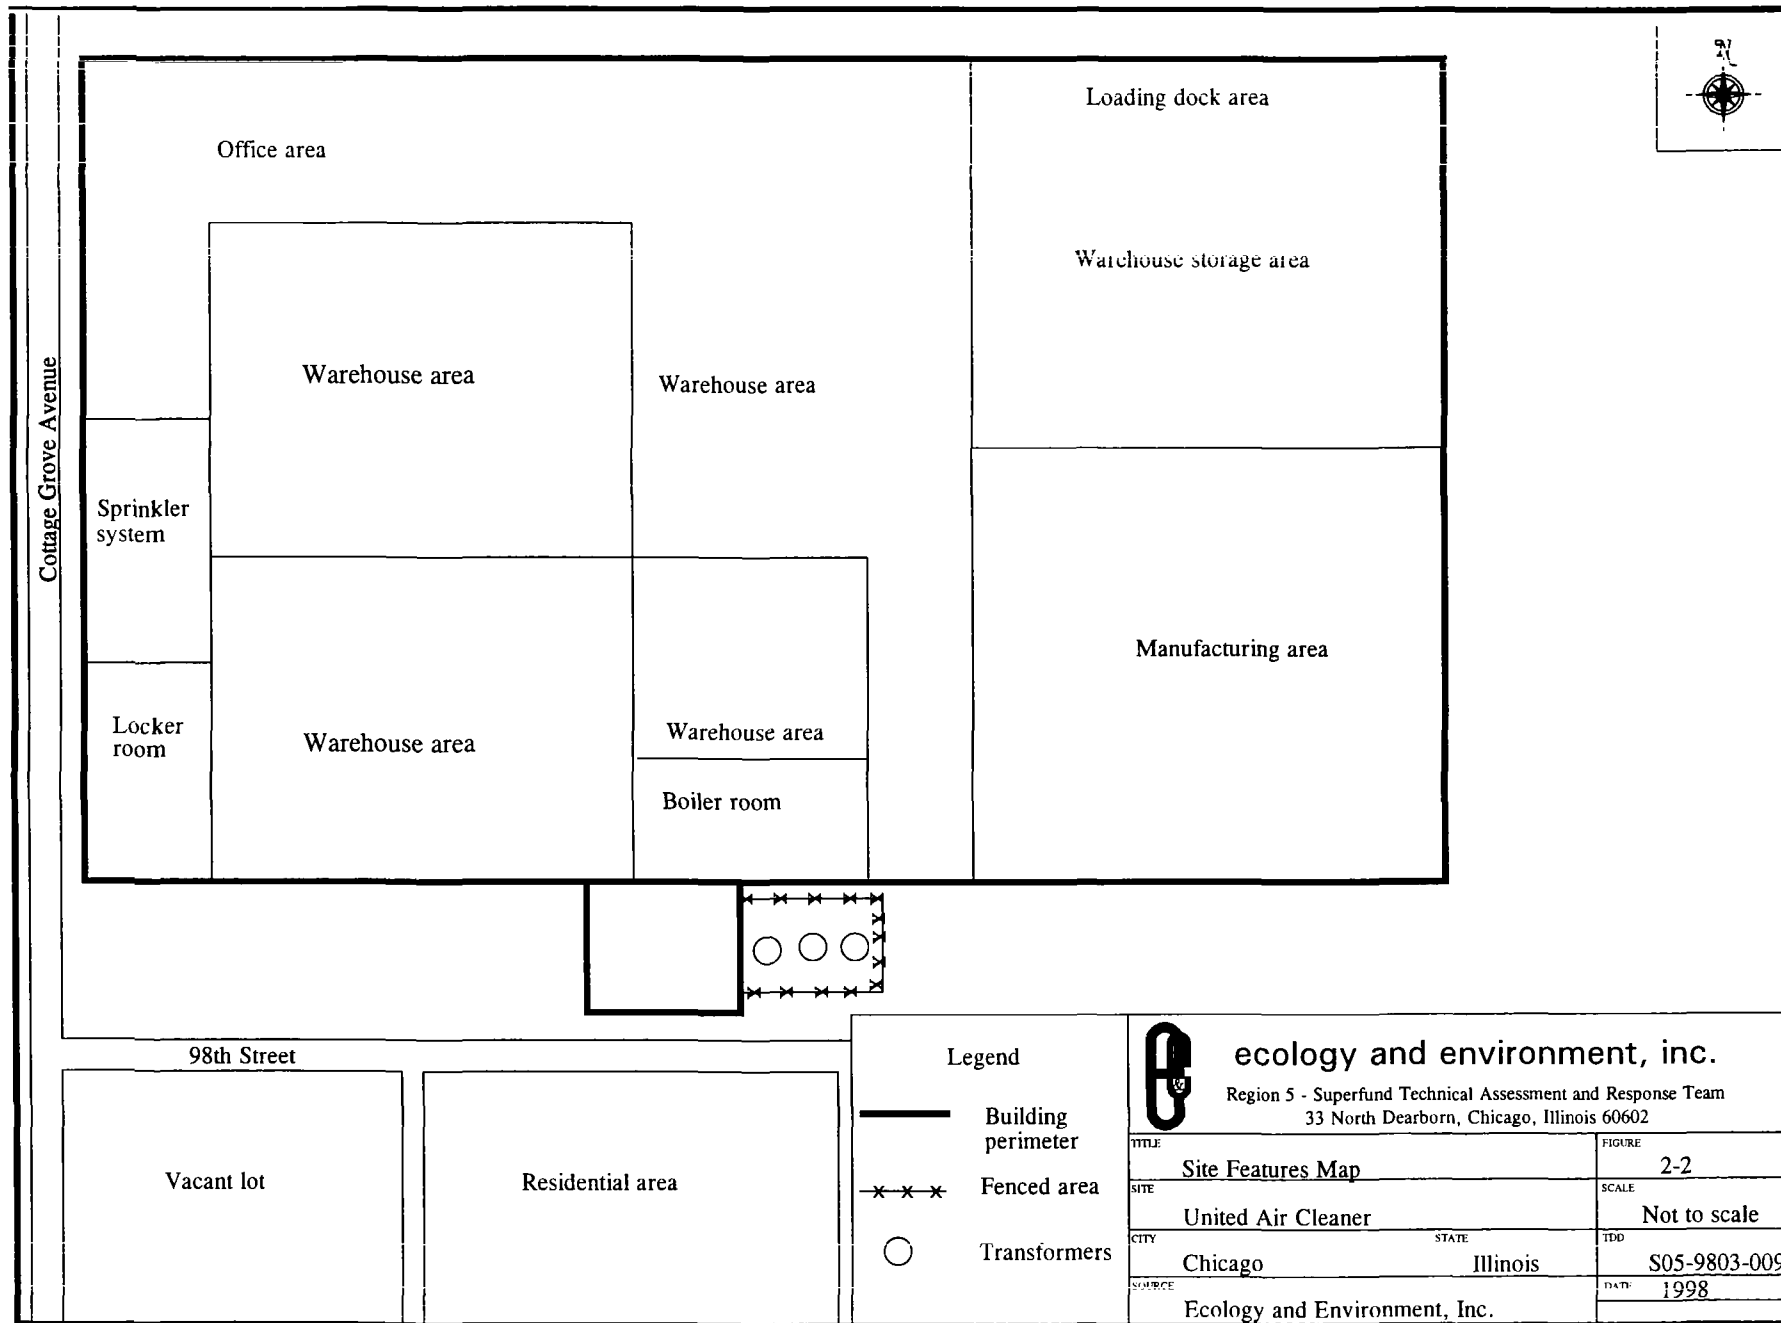 N
Loading dock area
Office area
Warehouse storage area
Warehouse area
Warehouse area
Cottage Grove Avenue
Sprinkler
system
Manufacturing area
Locker
room
Warehouse area
Warehouse area
Boiler room
98th Street
Vacant lot
Residential area
Legend
Building
perimeter
Fenced area
Transformers
&
ecology and environment, inc.
Region 5 - Superfund Technical Assessment and Response Team
33 North Dearborn, Chicago, Illinois 60602
TITLE
Site Features Map
FIGURE
2-2
SITE
United Air Cleaner
SCALE
Not to scale
CITY
Chicago
STATE
Illinois
TDD
S05-9803-009
SOURCE
Ecology and Environment, Inc.
DATE
1998